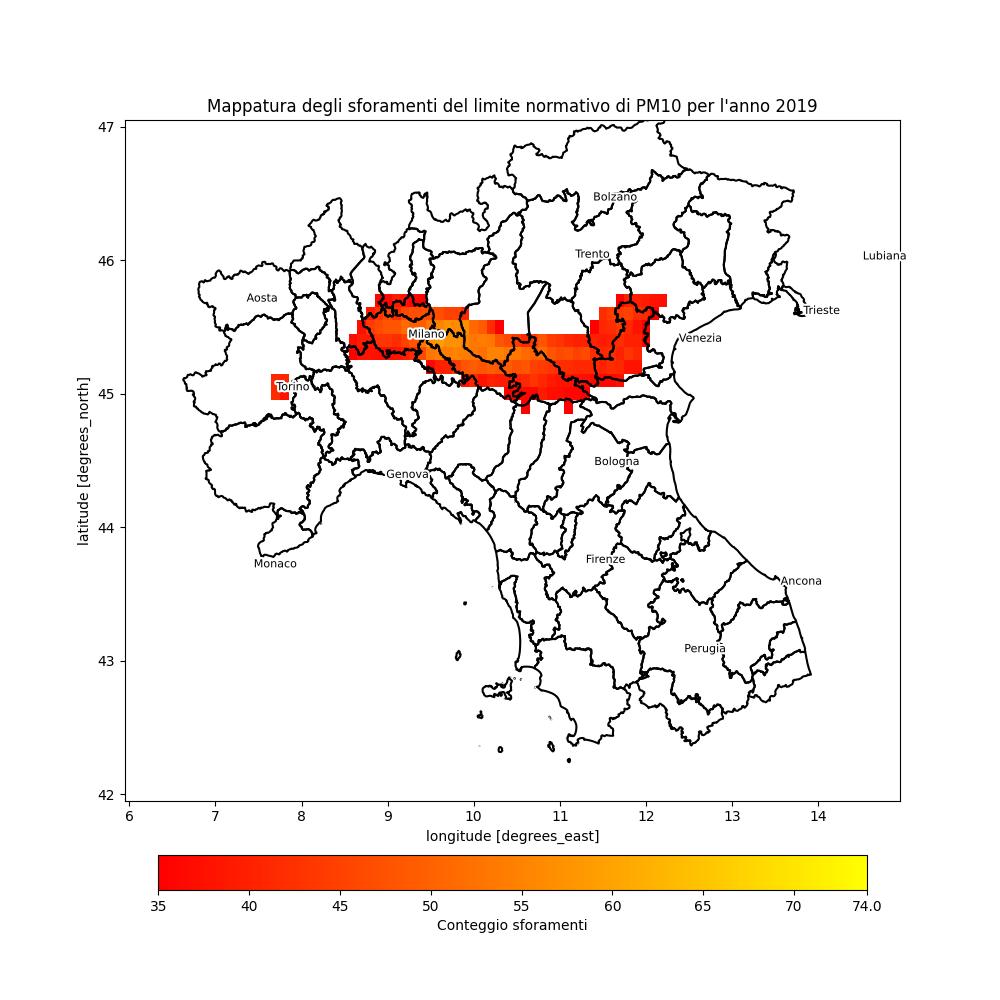 Mappatura degli sforamenti del limite normativo di PM10 per l'anno 2019
47
46
45
44
43
42
latitude [degrees_north]
Bolzano
Trento
Lubiana
Aosta
Trieste
Milano
Venezia
Torino
Genova
Bologna
Monaco
Firenze
Ancona
Perugia
6 7 8 9 10 11 12 13 14
longitude [degrees_east]
35 40 45 50 55 60 65 70 74.0
Conteggio sforamenti